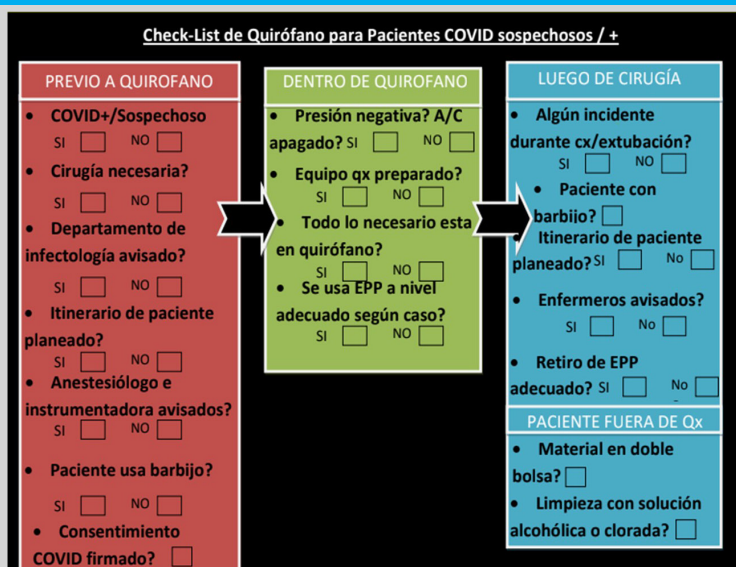 Check-List de Quirófano para Pacientes COVID sospechosos / +
PREVIO A QUIROFANO
• COVID+/Sospechoso
SI NO
• Cirugía necesaria?
SI NO
• Departamento de
infectología avisado?
SI NO
• Itinerario de paciente
planeado?
SI NO
• Anestesiólogo e
instrumentadora avisados?
SI NO
• Paciente usa barbijo?
SI NO
• Consentimiento
COVID firmado?
DENTRO DE QUIROFANO
• Presión negativa? A/C
apagado? SI NO
• Equipo qx preparado?
SI NO
• Todo lo necesario esta
en quirófano?
SI NO
• Se usa EPP a nivel
adecuado según caso?
SI NO
LUEGO DE CIRUGÍA
• Algún incidente
durante cx/extubación?
SI NO
• Paciente con
barbijo?
• Itinerario de paciente
planeado? SI No
• Enfermeros avisados?
SI No
• Retiro de EPP
adecuado? SI No
PACIENTE FUERA DE Qx
• Material en doble
bolsa?
• Limpieza con solución
alcohólica o clorada?